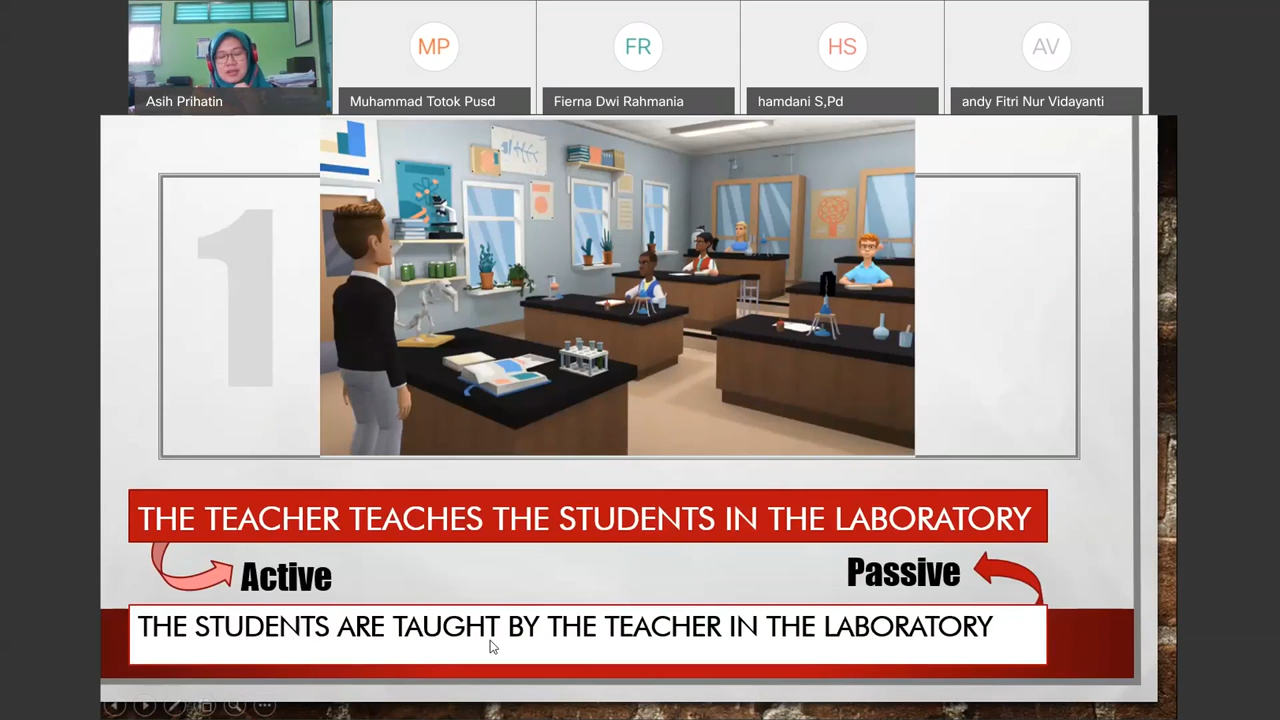 MP
FR
HS
AV
Asih Prihatin
Muhammad Totok Pusd
Fierna Dwi Rahmania
hamdani S,Pd
andy Fitri Nur Vidayanti
1
THE TEACHER TEACHES THE STUDENTS IN THE LABORATORY
Active
Passive
THE STUDENTS ARE TAUGHT BY THE TEACHER IN THE LABORATORY